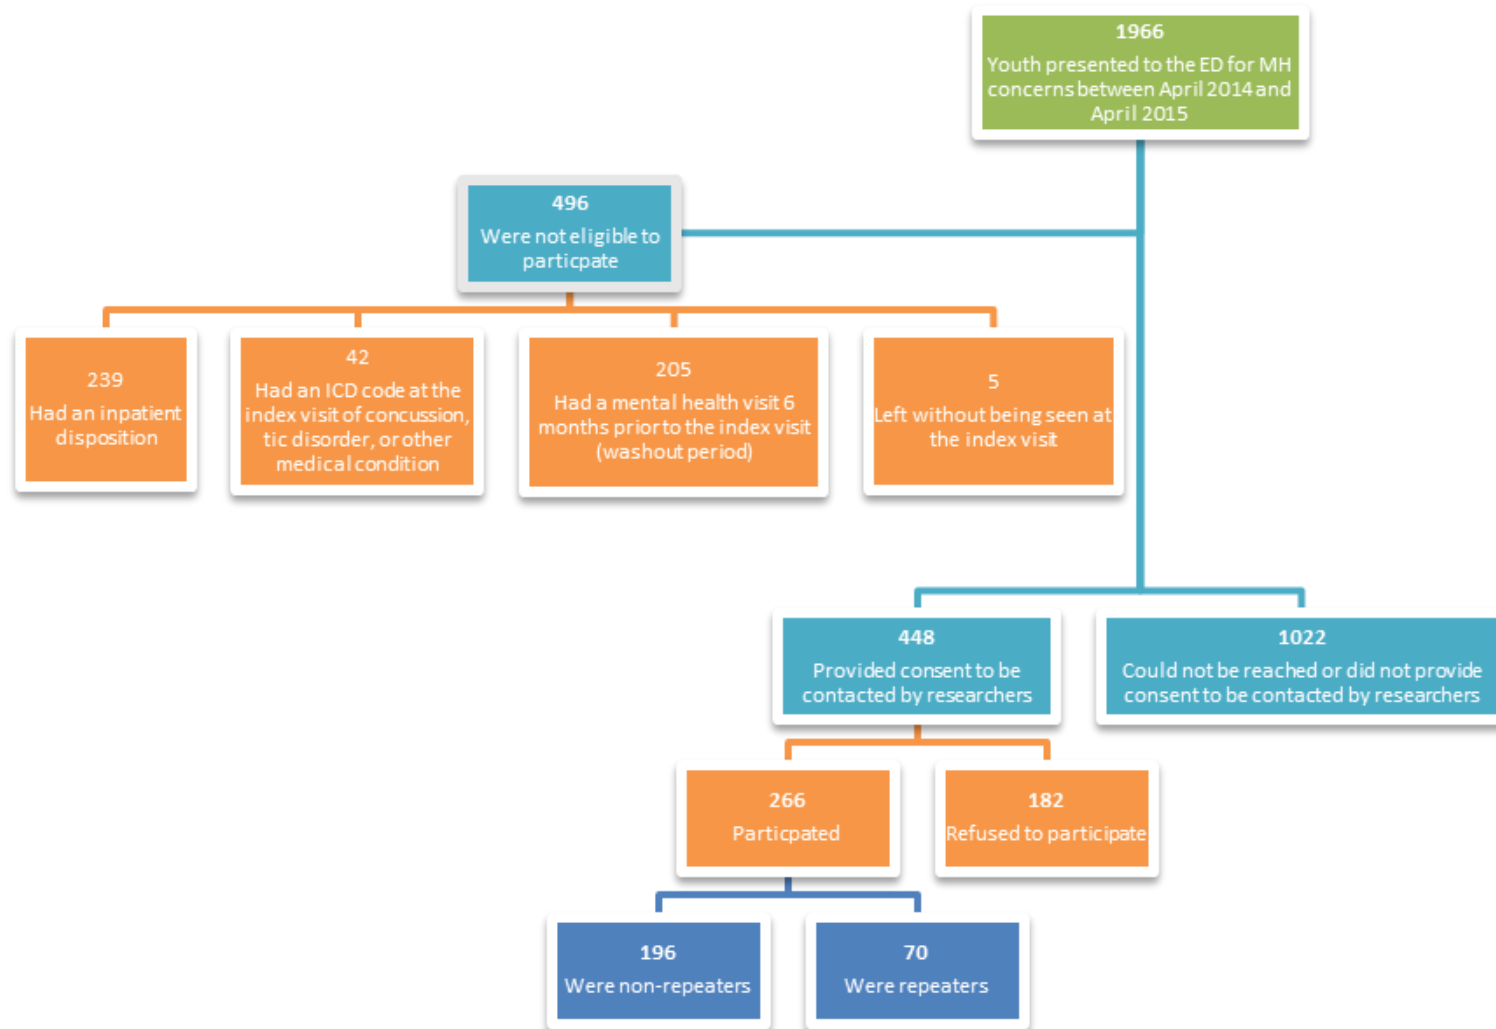 1966
Youth presented to the ED for MH
concerns between April 2014 and
April 2015
496
Were not eligible to
particpate
239
Had an inpatient
disposition
42
Had an ICD code at the
index visit of concussion,
tic disorder, or other
medical condition
205
Had a mental health visit 6
months prior to the index visit
(washout period)
5
Left without being seen at
the index visit
448
Provided consent to be
contacted by researchers
1022
Could not be reached or did not provide
consent to be contacted by researchers
266
Particpated
182
Refused to participate
196
Were non-repeaters
70
Were repeaters